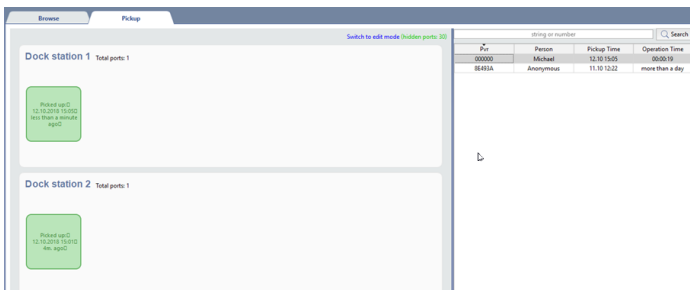 Browse
Pickup
Switch to edit mode (hidden ports: 30)
Dock station 1 Total ports: 1
Picked up:
12.10.2018 15:05
less than a minute
ago
Dock station 2 Total ports: 1
Picked up:
12.10.2018 15:01
4m. ago
string or number
Search
Person
Pickup Time
Operation Time
000000 Michael 12.10 15:05 00:00:19
8E493A Anonymous 11.10 12:22 more than a day